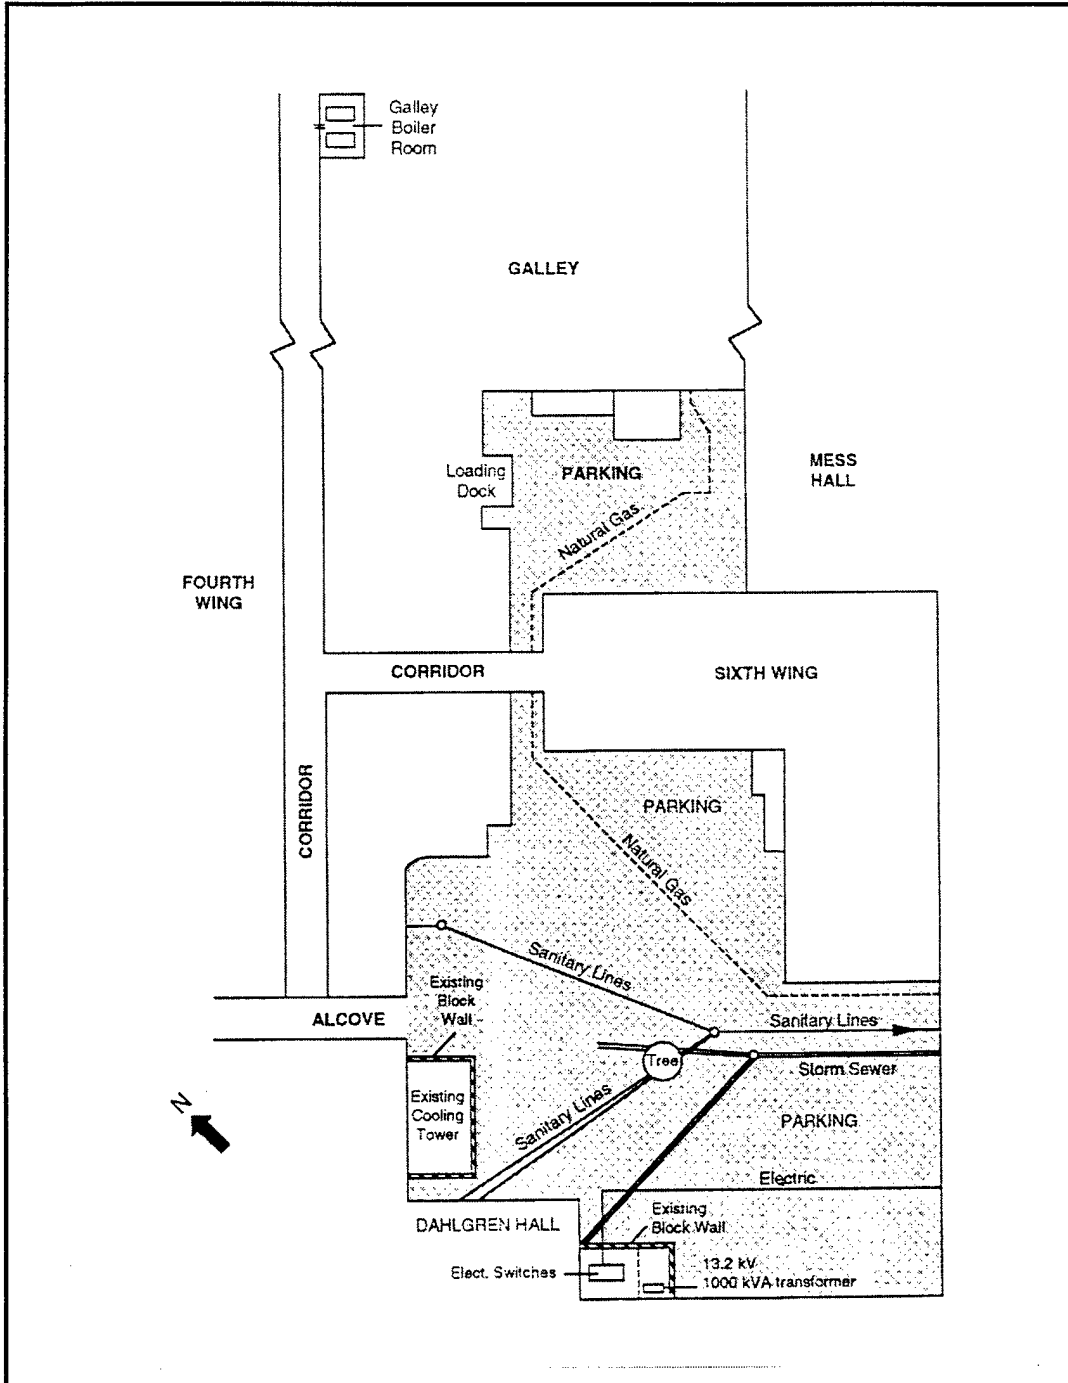 Galley
Boiler
Room
GALLEY
Loading
Dock
PARKING
MESS
HALL
Natural Gas
FOURTH
WING
CORRIDOR
SIXTH WING
CORRIDOR
PARKING
Natural Gas
Sanitary Lines
Existing
Block
Wall
ALCOVE
Sanitary Lines
Tree
Storm Sewer
N
Existing
Cooling
Tower
Sanitary Lines
PARKING
Electric
DAHLGREN HALL
Existing
Block Wall
Elect. Switches
13.2 kV
1000 kVA transformer